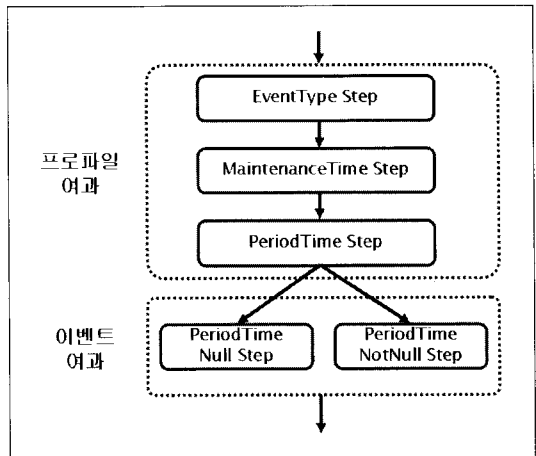 EventType Step
프로파일
여과
MaintenanceTime Step
PeriodTime Step
이벤트
여과
PeriodTime
Null Step
PeriodTime
NotNull Step